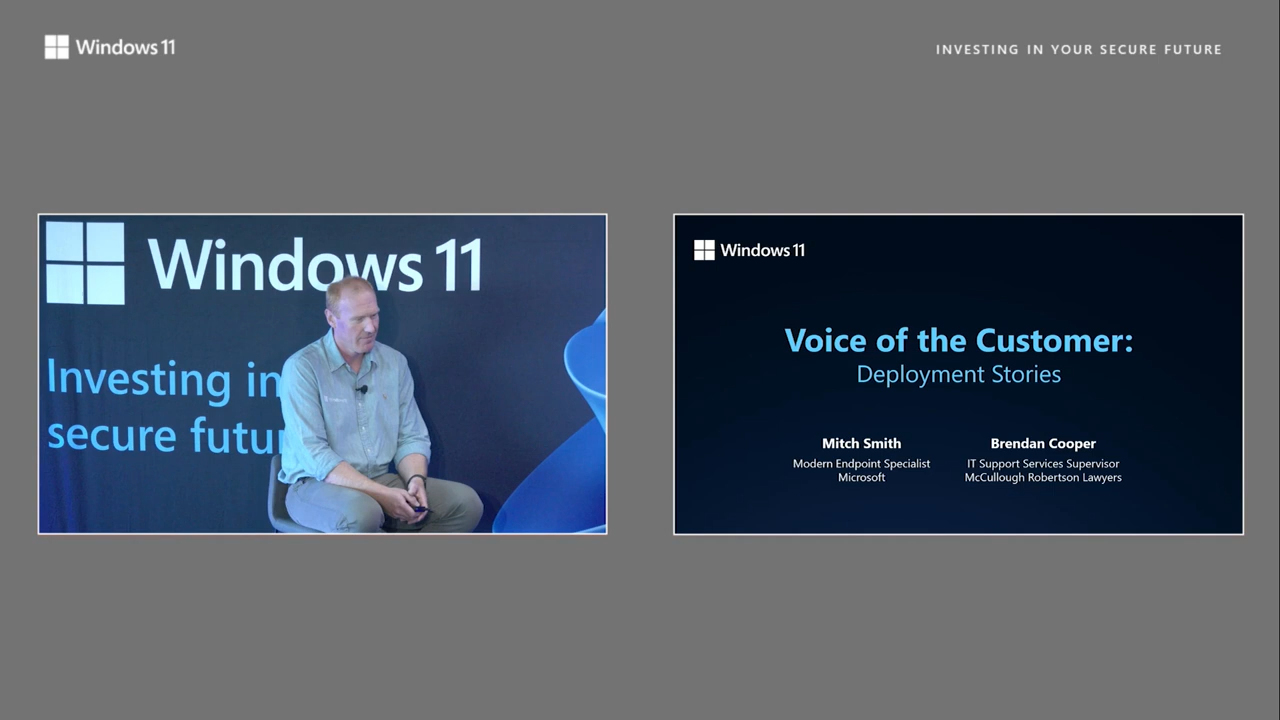 Windows 11
INVESTING IN YOUR SECURE FUTURE
Windows 11
Investing in
secure futu
Windows 11
Voice of the Customer:
Deployment Stories
Mitch Smith
Modern Endpoint Specialist
Microsoft
Brendan Cooper
IT Support Services Supervisor
McCullough Robertson Lawyers